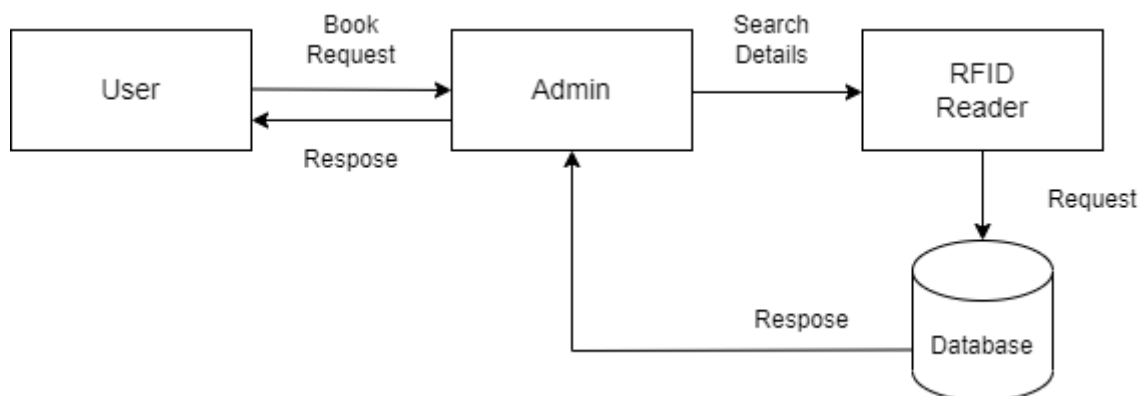 Book
Request
Search
Details
User
Admin
RFID
Reader
Respose
Request
Respose
Database